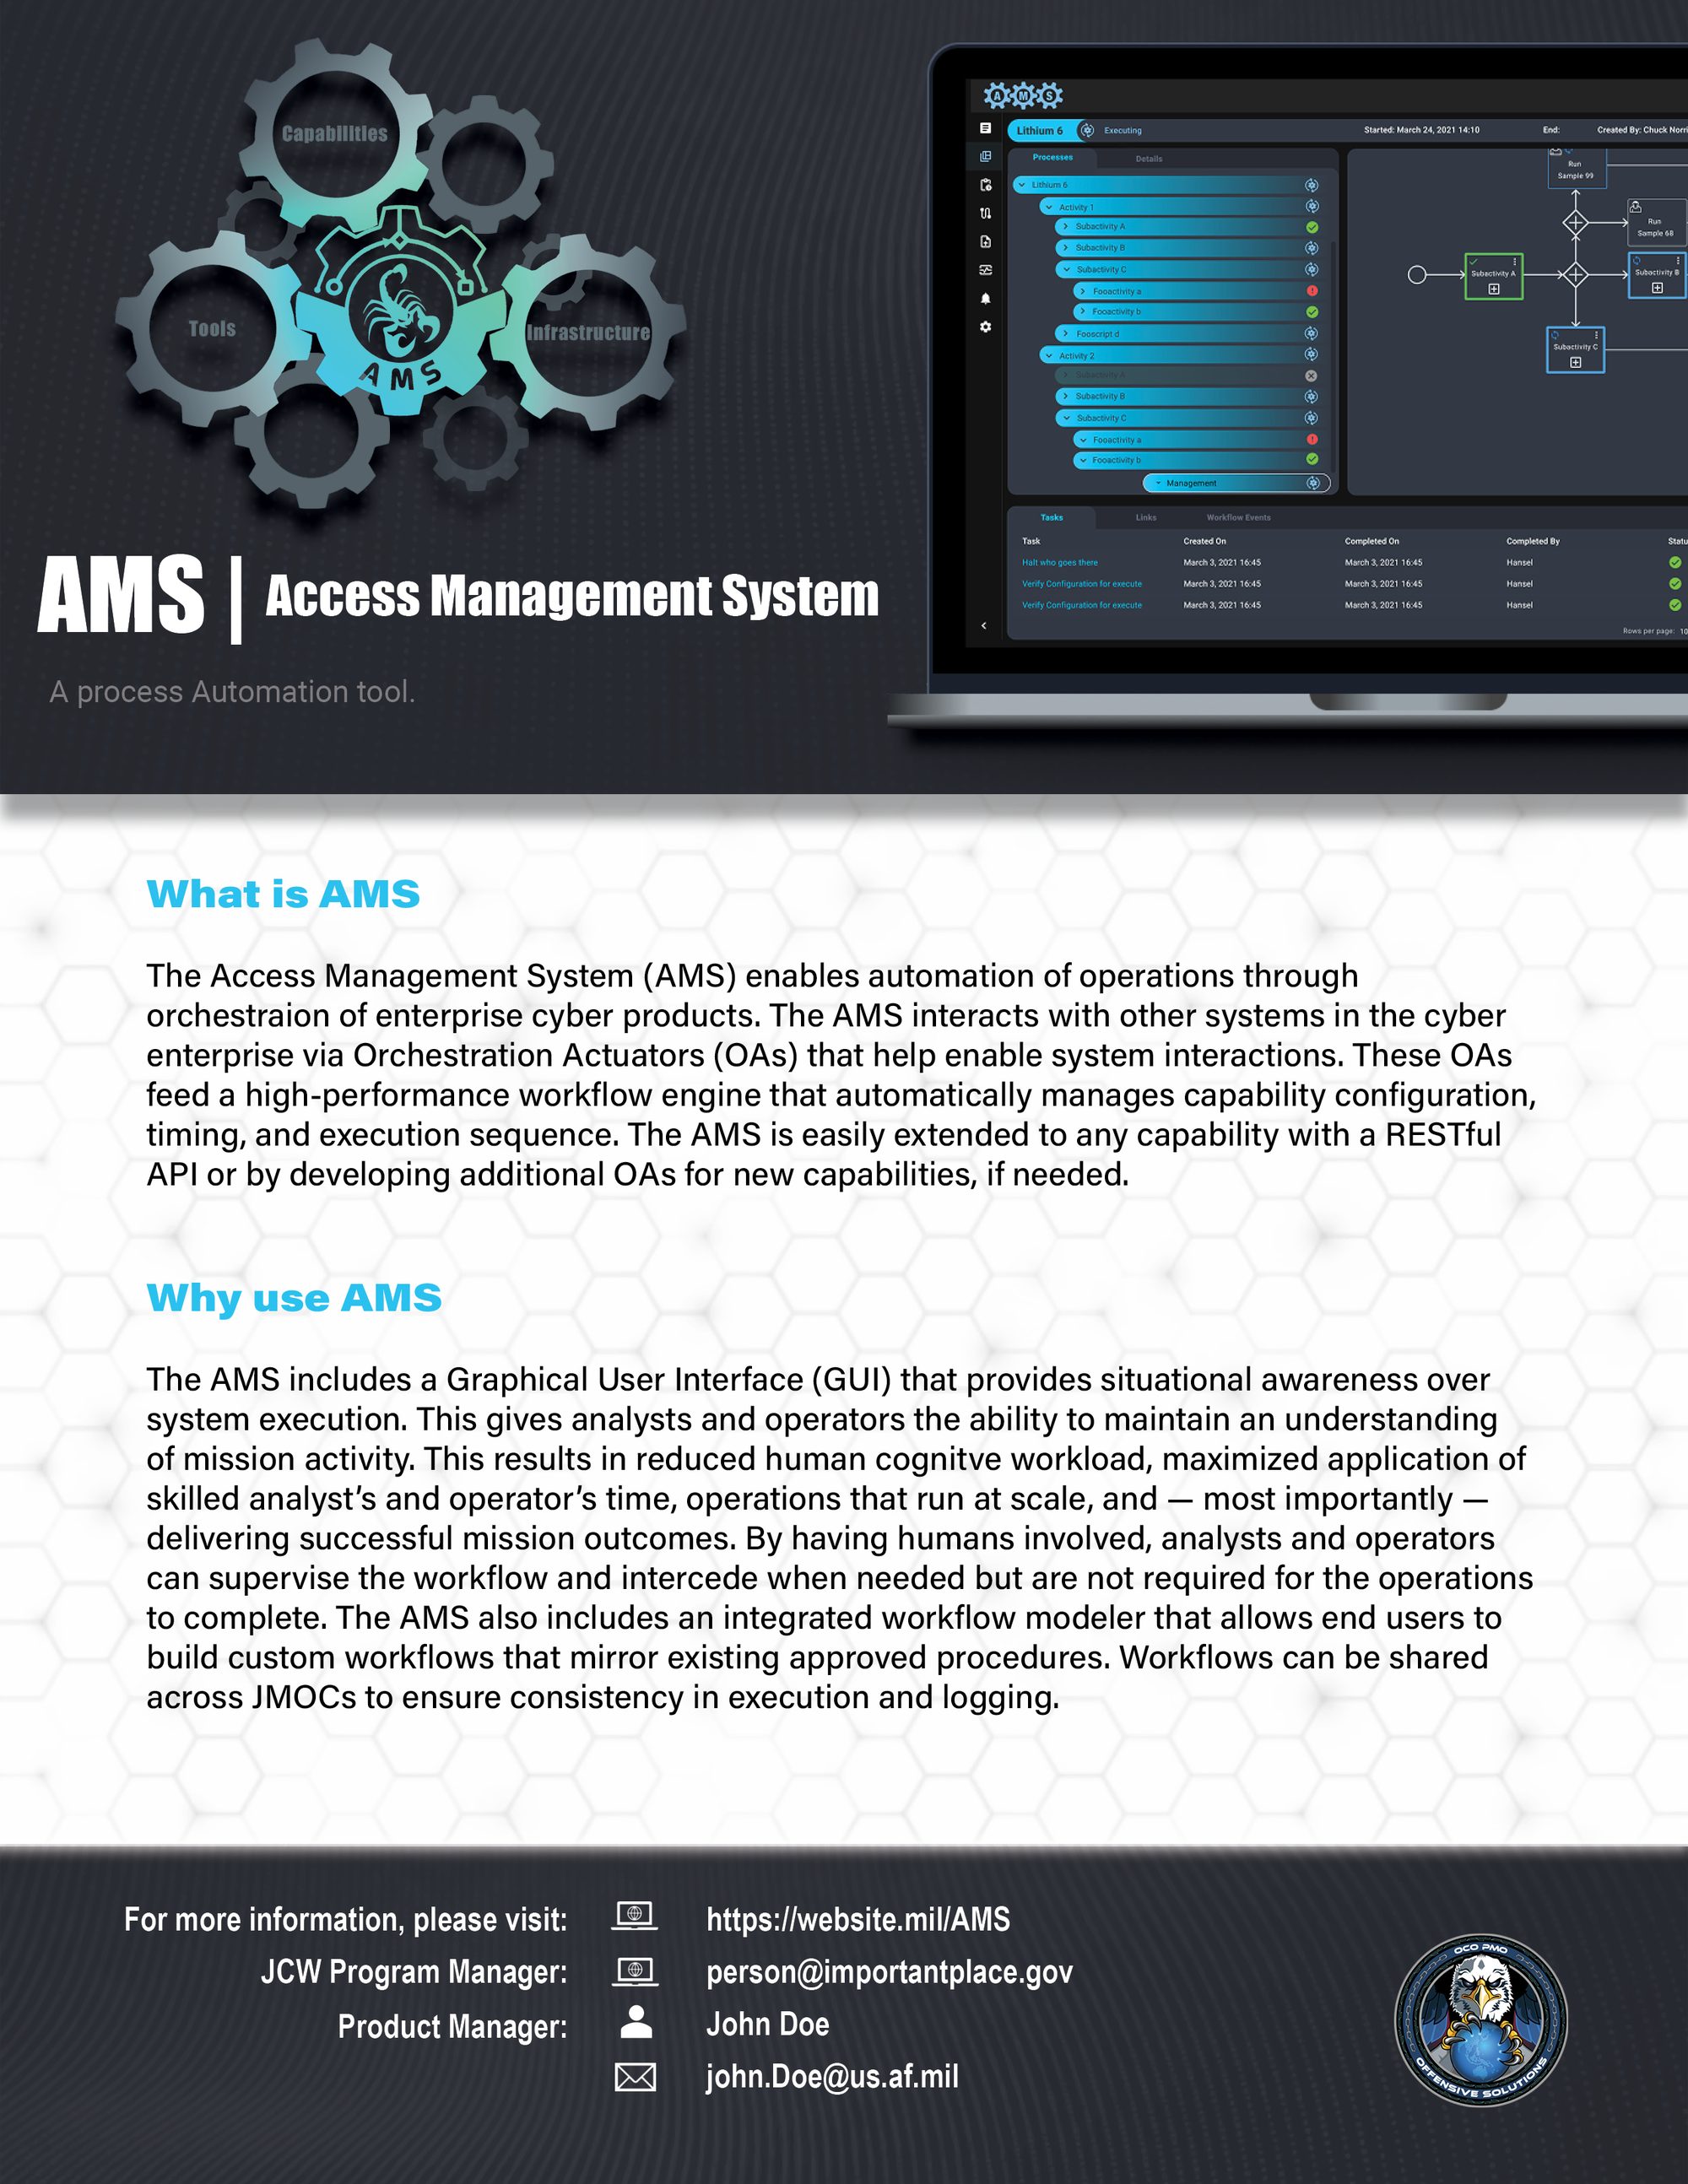 Capabilities
Tools
Infrastructure
AMS
AMS | Access Management System
A process Automation tool.
AMS
Lithium 6
Executing
Started: March 24, 2021 14:10
End:
Created By: Chuck Norri
Processes
Details
Lithium 6
Activity 1
Subactivity A
Subactivity B
Subactivity C
Fooactivity a
Fooactivity b
Fooscript d
Activity 2
Subactivity A
Subactivity B
Subactivity C
Fooactivity a
Fooactivity b
Management
Run
Sample 99
Run
Sample 68
Subactivity A
Subactivity B
Subactivity C
Tasks
Links
Workflow Events
Task Created On Completed On Completed By Statu
Halt who goes there March 3, 2021 16:45 March 3, 2021 16:45 Hansel
Verify Configuration for execute March 3, 2021 16:45 March 3, 2021 16:45 Hansel
Verify Configuration for execute March 3, 2021 16:45 March 3, 2021 16:45 Hansel
Rows per page: 10
What is AMS
The Access Management System (AMS) enables automation of operations through
orchestraion of enterprise cyber products. The AMS interacts with other systems in the cyber
enterprise via Orchestration Actuators (OAs) that help enable system interactions. These OAs
feed a high-performance workflow engine that automatically manages capability configuration,
timing, and execution sequence. The AMS is easily extended to any capability with a RESTful
API or by developing additional OAs for new capabilities, if needed.
Why use AMS
The AMS includes a Graphical User Interface (GUI) that provides situational awareness over
system execution. This gives analysts and operators the ability to maintain an understanding
of mission activity. This results in reduced human cognitve workload, maximized application of
skilled analyst’s and operator’s time, operations that run at scale, and — most importantly —
delivering successful mission outcomes. By having humans involved, analysts and operators
can supervise the workflow and intercede when needed but are not required for the operations
to complete. The AMS also includes an integrated workflow modeler that allows end users to
build custom workflows that mirror existing approved procedures. Workflows can be shared
across JMOCs to ensure consistency in execution and logging.
For more information, please visit: https://website.mil/AMS
JCW Program Manager: person@importantplace.gov
Product Manager: John Doe
john.Doe@us.af.mil
OCO PMO
OFFENSIVE SOLUTIONS